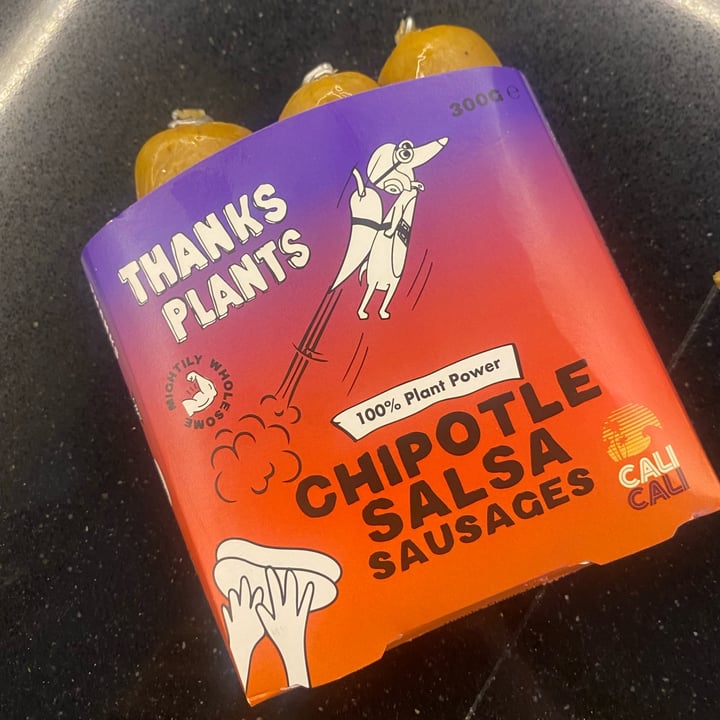 300G e
THANKS
PLANTS
MIGHTILY WHOLESOME
100% Plant Power
CHIPOTLE
SALSA
SAUSAGES
CALI
CALI